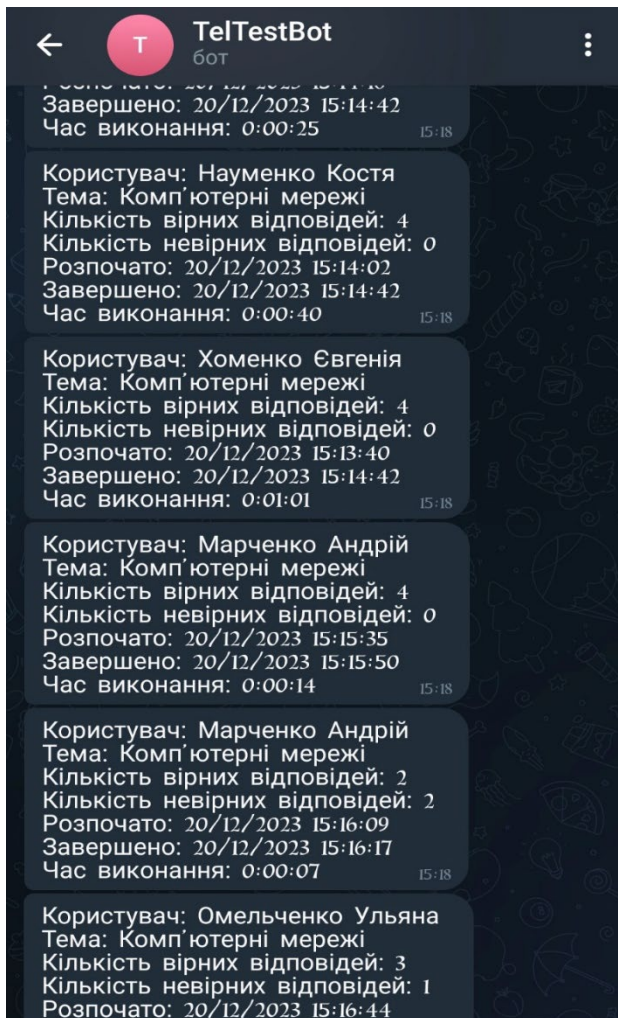 T
TelTestBot
бот
Завершено: 20/12/2023 15:14:42
Час виконання: 0:00:25
15:18
Користувач: Науменко Костя
Тема: Комп'ютерні мережі
Кількість вірних відповідей: 4
Кількість невірних відповідей: 0
Розпочато: 20/12/2023 15:14:02
Завершено: 20/12/2023 15:14:42
Час виконання: 0:00:40
15:18
Користувач: Хоменко Євгенія
Тема: Комп'ютерні мережі
Кількість вірних відповідей: 4
Кількість невірних відповідей: 0
Розпочато: 20/12/2023 15:13:40
Завершено: 20/12/2023 15:14:42
Час виконання: 0:01:01
15:18
Користувач: Марченко Андрій
Тема: Комп'ютерні мережі
Кількість вірних відповідей: 4
Кількість невірних відповідей: 0
Розпочато: 20/12/2023 15:15:35
Завершено: 20/12/2023 15:15:50
Час виконання: 0:00:14
15:18
Користувач: Марченко Андрій
Тема: Комп'ютерні мережі
Кількість вірних відповідей: 2
Кількість невірних відповідей: 2
Розпочато: 20/12/2023 15:16:09
Завершено: 20/12/2023 15:16:17
Час виконання: 0:00:07
15:18
Користувач: Омельченко Ульяна
Тема: Комп'ютерні мережі
Кількість вірних відповідей: 3
Кількість невірних відповідей: 1
Розпочато: 20/12/2023 15:16:44